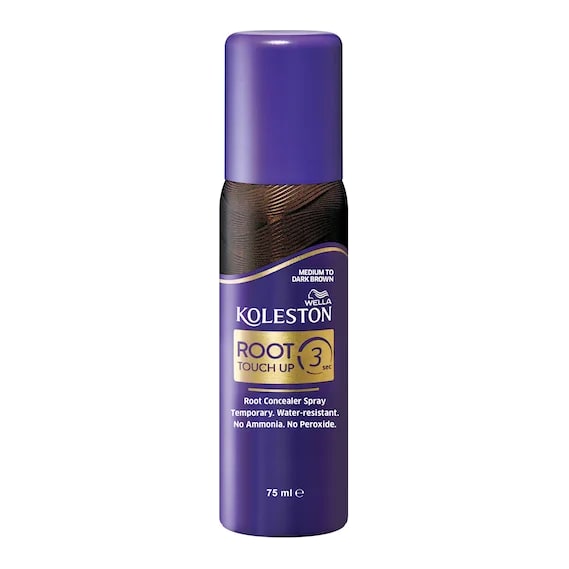 MEDIUM TO
DARK BROWN
WELLA
KOLESTON
ROOT
TOUCH UP
3
sec
Root Concealer Spray
Temporary. Water-resistant.
No Ammonia. No Peroxide.
75 ml ℮